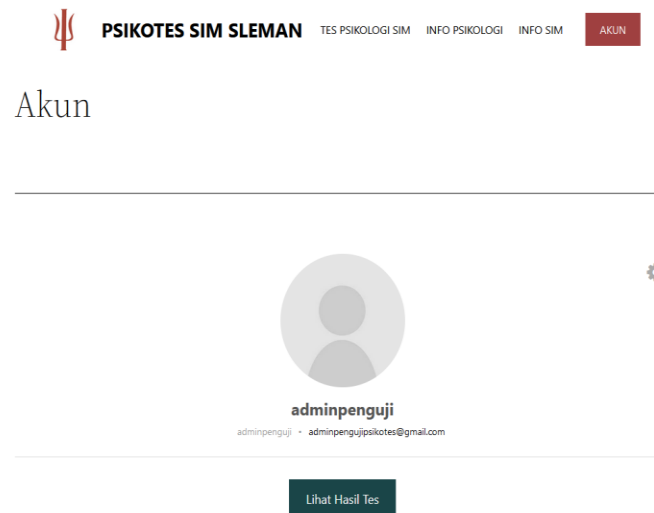 PSIKOTES SIM SLEMAN TES PSIKOLOGI SIM INFO PSIKOLOGI INFO SIM AKUN
Akun
adminpenguji
adminpenguji • adminpengujipsikotes@gmail.com
Lihat Hasil Tes